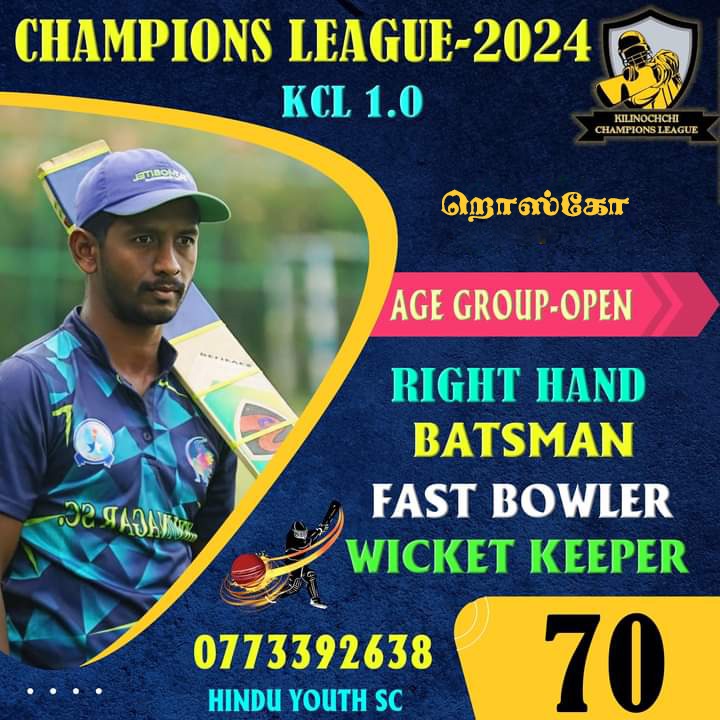 CHAMPIONS LEAGUE-2024
KCL 1.0
KILINOCHCHI
CHAMPIONS LEAGUE
றொஸ்கோ
AGE GROUP-OPEN
RIGHT HAND
BATSMAN
FAST BOWLER
WICKET KEEPER
0773392638
HINDU YOUTH SC
70